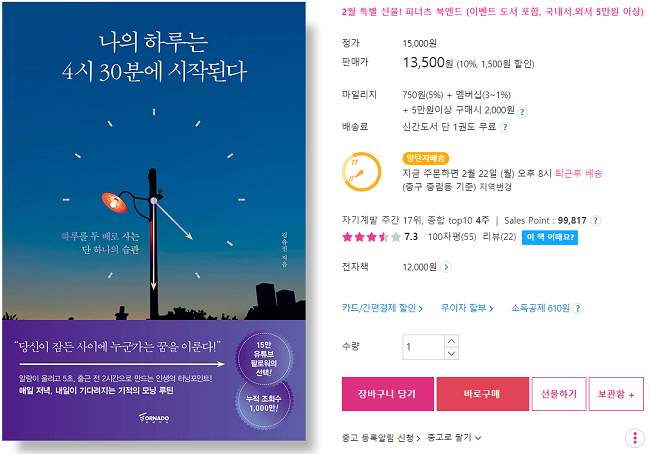 나의 하루는
4시 30분에 시작된다
하루를 두 배로 사는
단 하나의 습관
김유진 지음
“당신이 잠든 사이에 누군가는 꿈을 이룬다!”
알람이 울리고 5초, 출근 전 2시간으로 만드는 인생의 터닝포인트!
매일 저녁, 내일이 기다려지는 기적의 모닝 루틴
15만
유튜브
팔로워의
선택!
누적 조회수
1,000만!
TORNADO
2월 특별 선물! 피너츠 북엔드 (이벤트 도서 포함, 국내서.외서 5만원 이상)
정가 15,000원
판매가 13,500원 (10%, 1,500원 할인)
마일리지 750원(5%) + 멤버십(3~1%)
+ 5만원이상 구매시 2,000원 ?
배송료 신간도서 단 1권도 무료 ?
11
8
양탄자배송
지금 주문하면 2월 22일 (월) 오후 8시 퇴근후 배송
(중구 중림동 기준) 지역변경
자기계발 주간 17위, 종합 top10 4주 | Sales Point : 99,817 ?
7.3 100자평(55) 리뷰(22) 이 책 어때요?
전자책 12,000원
카드/간편결제 할인 무이자 할부 소득공제 610원 ?
수량 1
장바구니 담기 바로구매 선물하기 보관함 +
중고 등록알림 신청 중고로 팔기